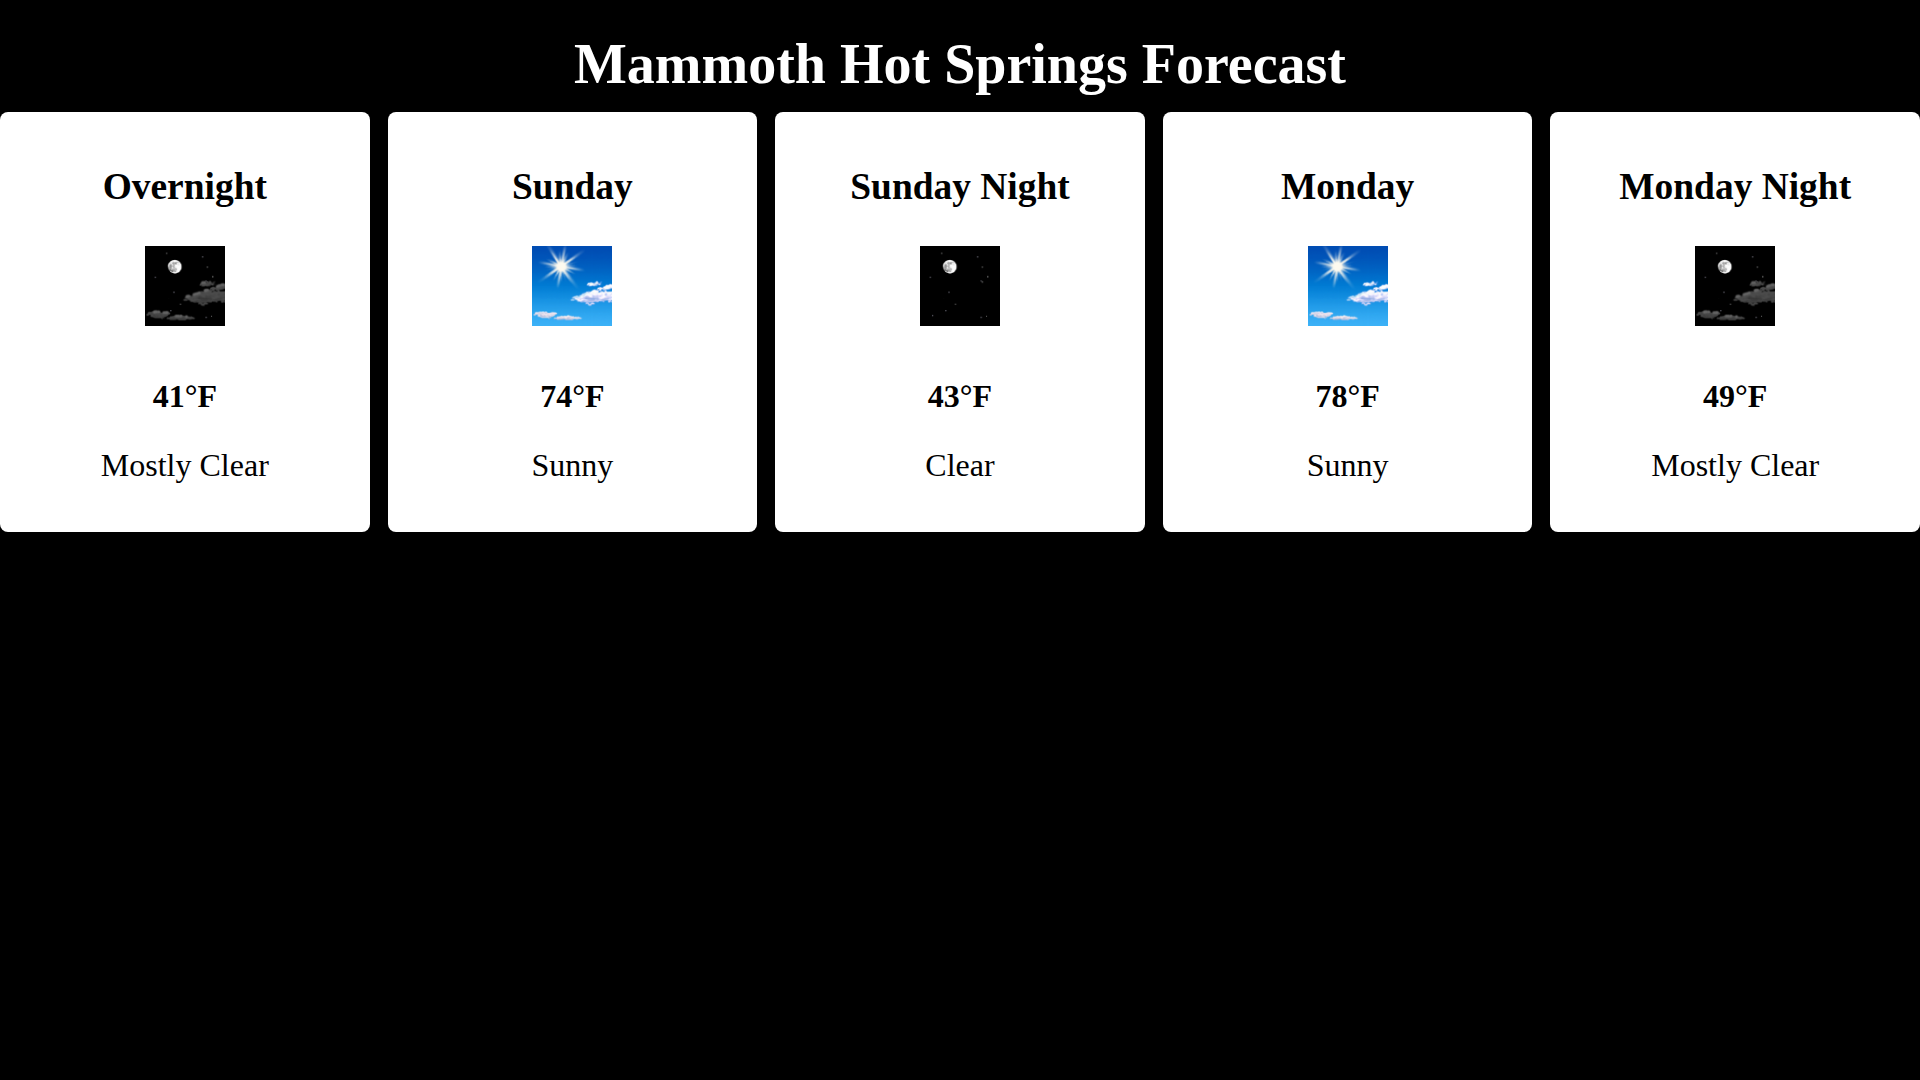 Mammoth Hot Springs Forecast
Overnight
41°F
Mostly Clear
Sunday
74°F
Sunny
Sunday Night
43°F
Clear
Monday
78°F
Sunny
Monday Night
49°F
Mostly Clear